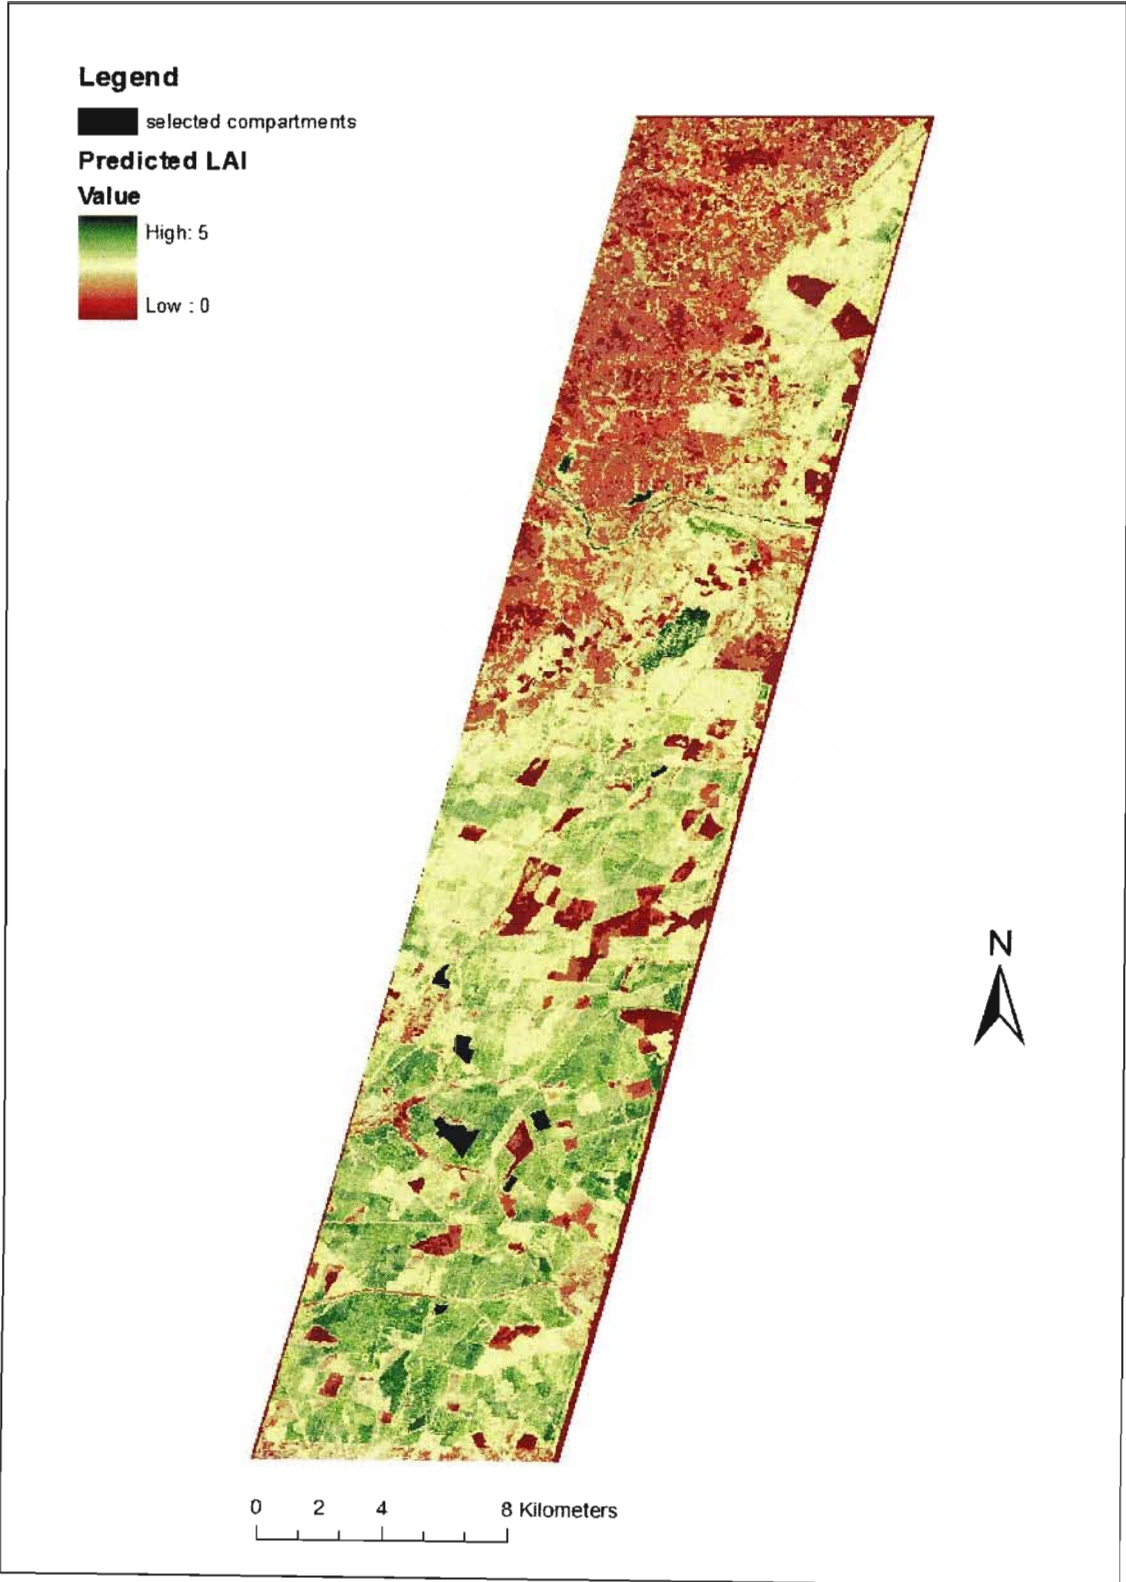 Legend
selected compartments
Predicted LAI
Value
High: 5
Low : 0
N
0 2 4 8 Kilometers